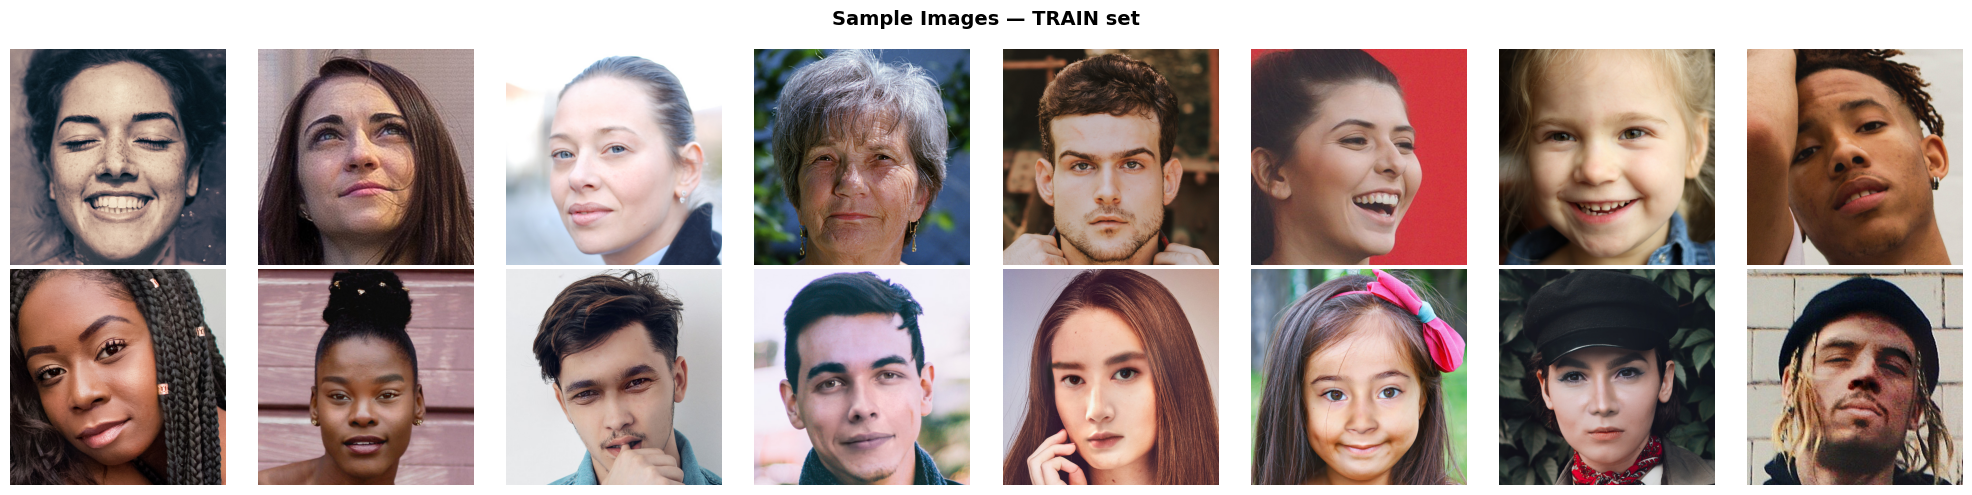 Sample Images — TRAIN set